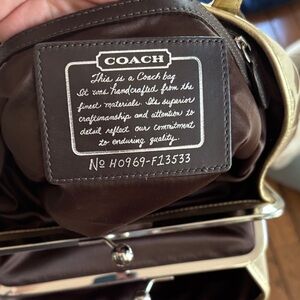 COACH
This is a Coach bag
It was handcrafted from the
finest materials. Its superior
craftsmanship and attention to
detail reflect our commitment
to enduring quality.
No H0969-F13533